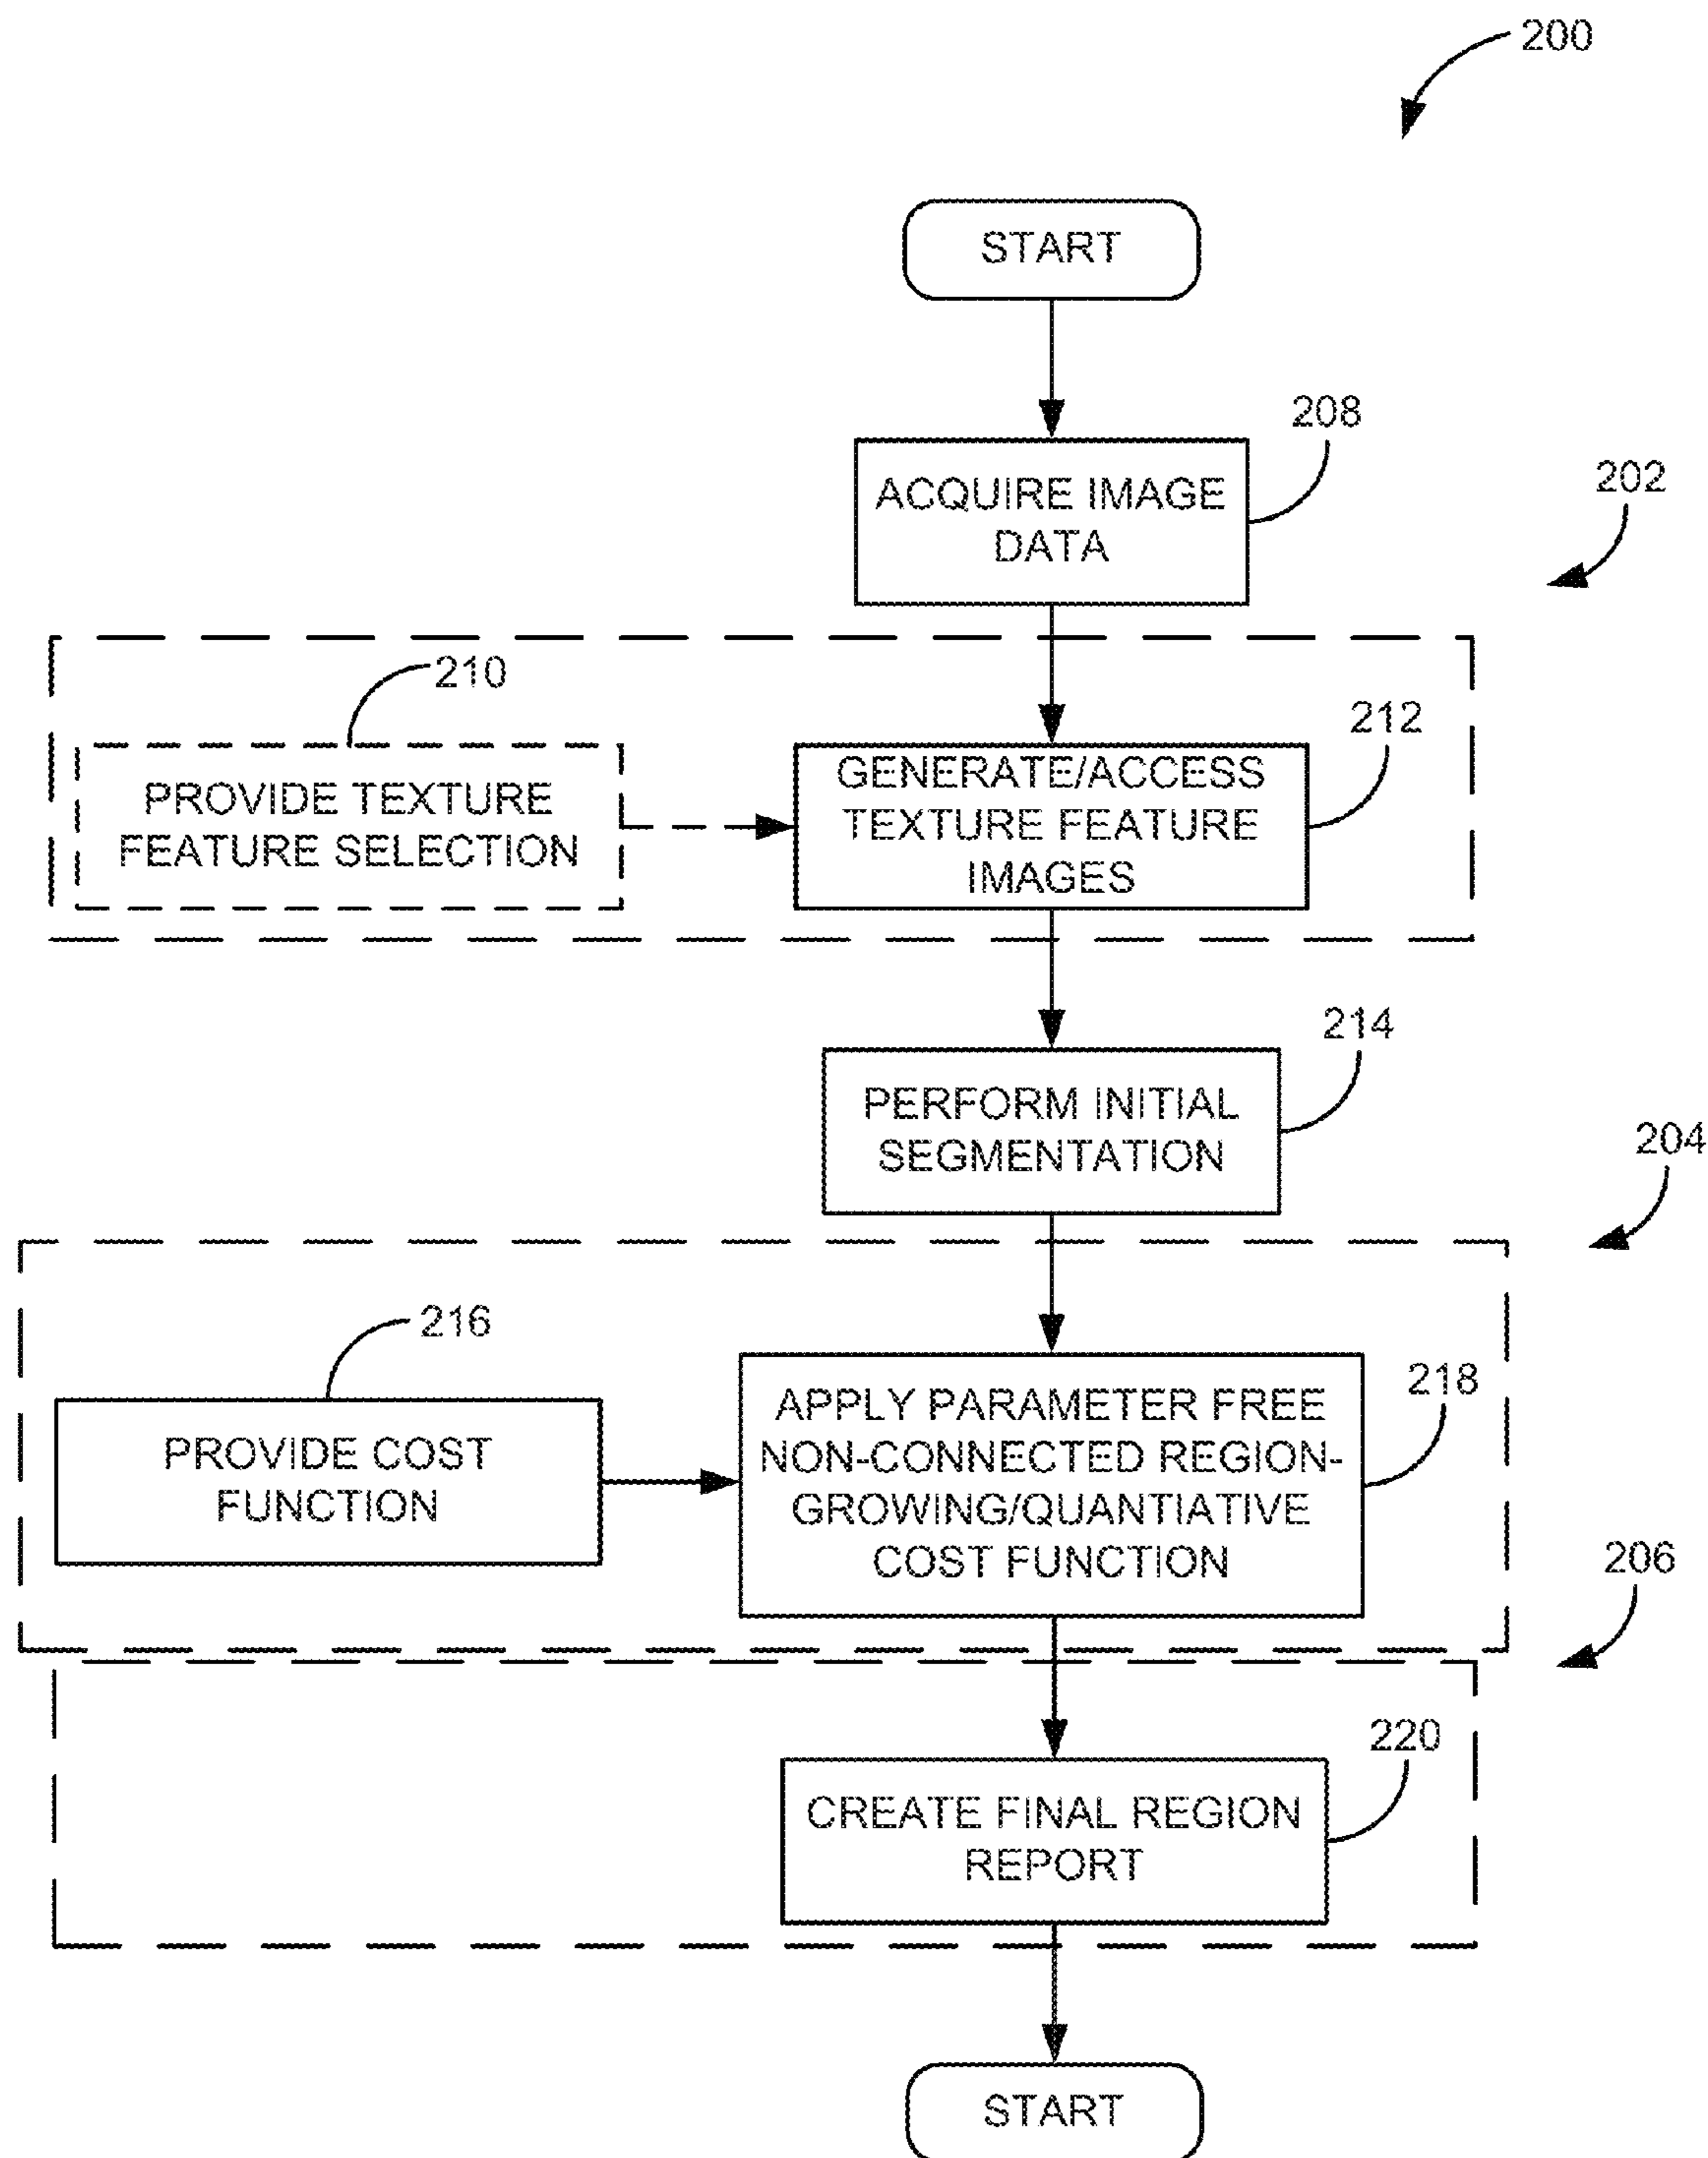 200
START
208
ACQUIRE IMAGE
DATA
202
210
PROVIDE TEXTURE
FEATURE SELECTION
212
GENERATE/ACCESS
TEXTURE FEATURE
IMAGES
214
PERFORM INITIAL
SEGMENTATION
204
216
PROVIDE COST
FUNCTION
218
APPLY PARAMETER FREE
NON-CONNECTED REGION-
GROWING/QUANTIATIVE
COST FUNCTION
206
220
CREATE FINAL REGION
REPORT
START